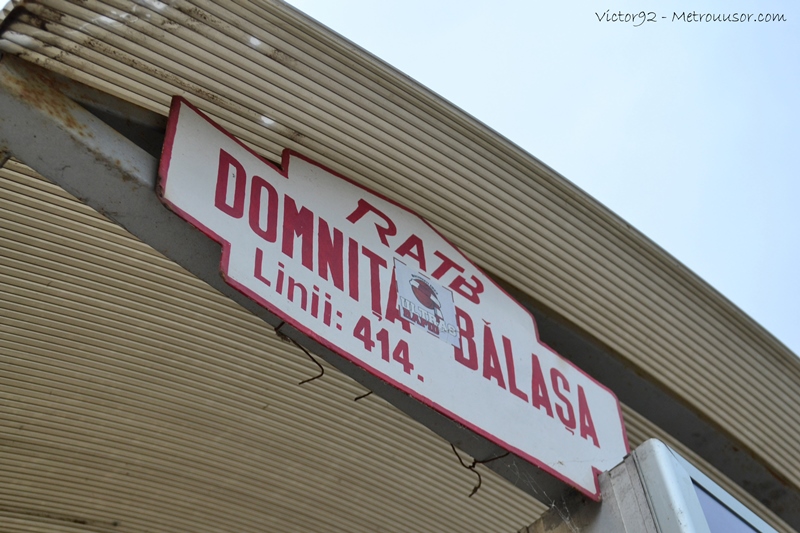 Victor92 - Metrouusor.com
RATB
DOMNIȚA BĂLAȘA
Linii: 414.